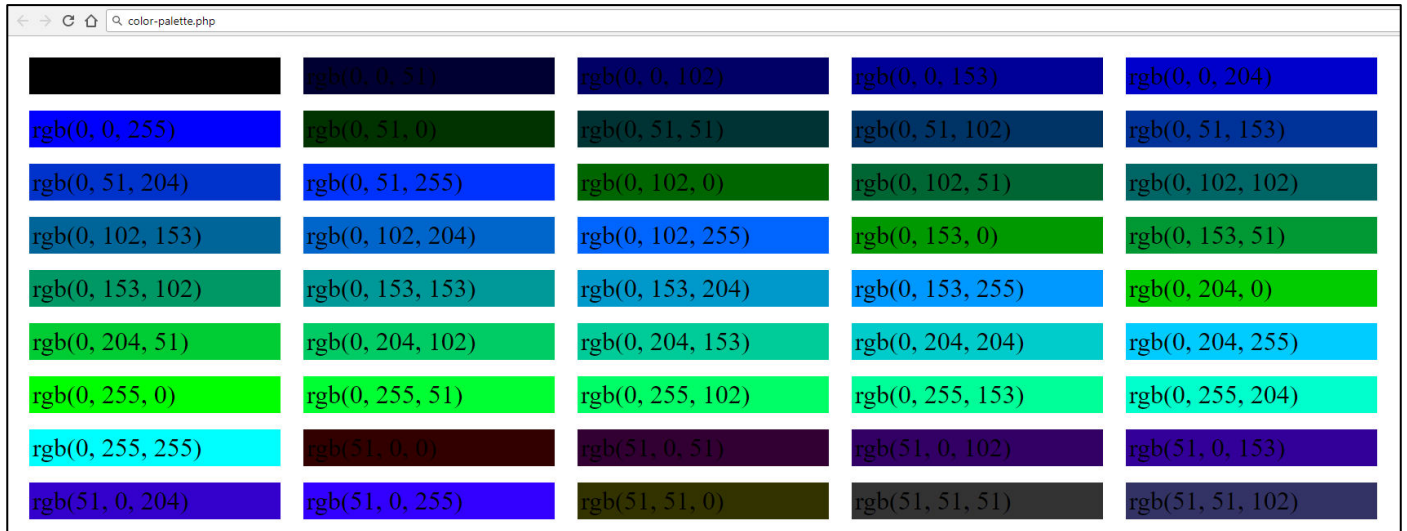 color-palette.php
rgb(0, 0, 51) rgb(0, 0, 102) rgb(0, 0, 153) rgb(0, 0, 204)
rgb(0, 0, 255) rgb(0, 51, 0) rgb(0, 51, 51) rgb(0, 51, 102) rgb(0, 51, 153)
rgb(0, 51, 204) rgb(0, 51, 255) rgb(0, 102, 0) rgb(0, 102, 51) rgb(0, 102, 102)
rgb(0, 102, 153) rgb(0, 102, 204) rgb(0, 102, 255) rgb(0, 153, 0) rgb(0, 153, 51)
rgb(0, 153, 102) rgb(0, 153, 153) rgb(0, 153, 204) rgb(0, 153, 255) rgb(0, 204, 0)
rgb(0, 204, 51) rgb(0, 204, 102) rgb(0, 204, 153) rgb(0, 204, 204) rgb(0, 204, 255)
rgb(0, 255, 0) rgb(0, 255, 51) rgb(0, 255, 102) rgb(0, 255, 153) rgb(0, 255, 204)
rgb(0, 255, 255) rgb(51, 0, 0) rgb(51, 0, 51) rgb(51, 0, 102) rgb(51, 0, 153)
rgb(51, 0, 204) rgb(51, 0, 255) rgb(51, 51, 0) rgb(51, 51, 51) rgb(51, 51, 102)